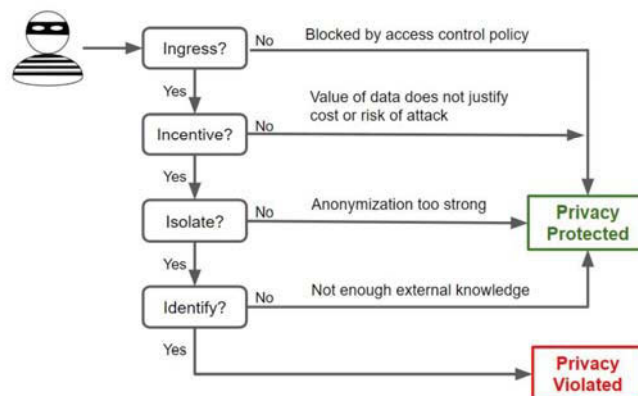 Ingress?
No
Blocked by access control policy
Yes
Value of data does not justify
cost or risk of attack
Incentive?
No
Yes
Isolate?
No
Anonymization too strong
Privacy
Protected
Yes
Identify?
No
Not enough external knowledge
Yes
Privacy
Violated